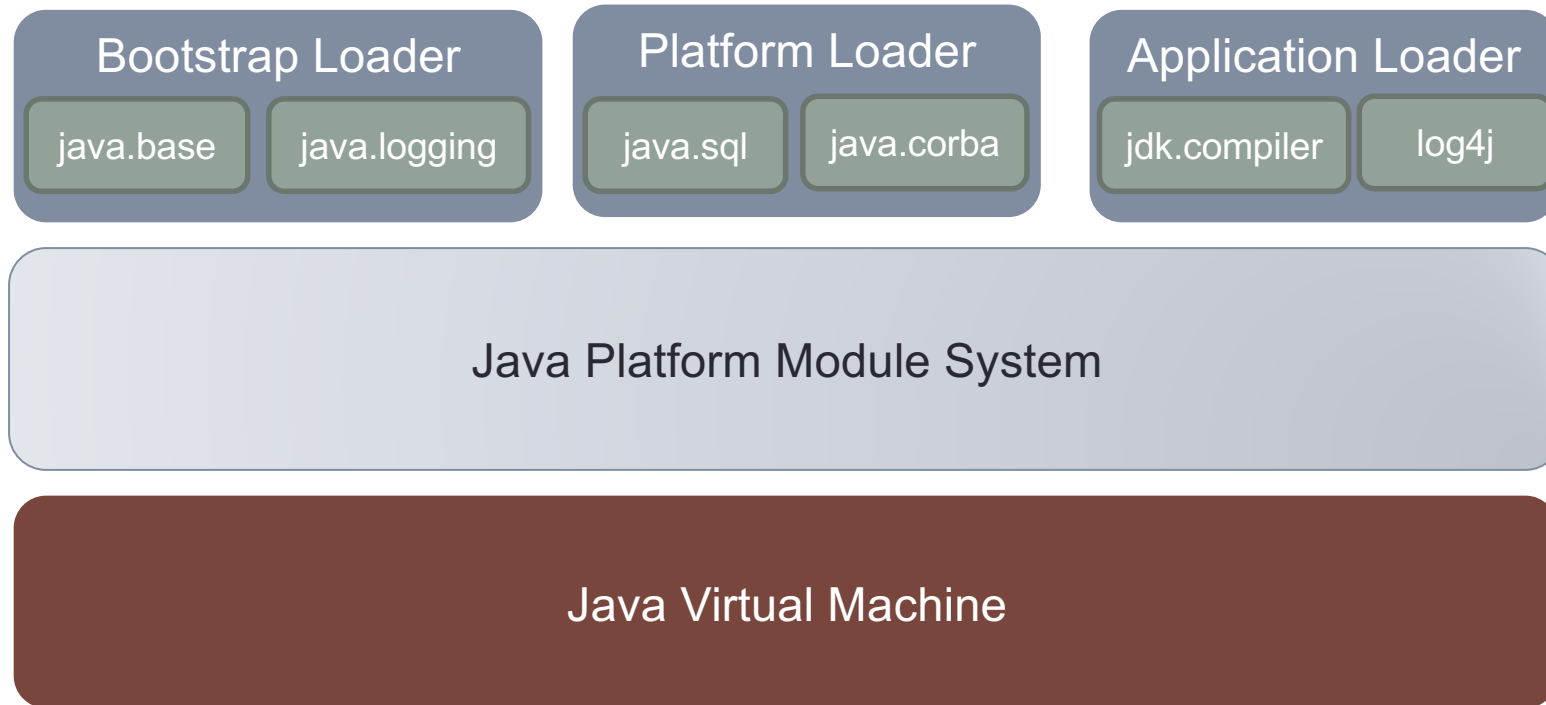 Bootstrap Loader
Platform Loader
Application Loader
java.base
java.logging
java.sql
java.corba
jdk.compiler
log4j
Java Platform Module System
Java Virtual Machine